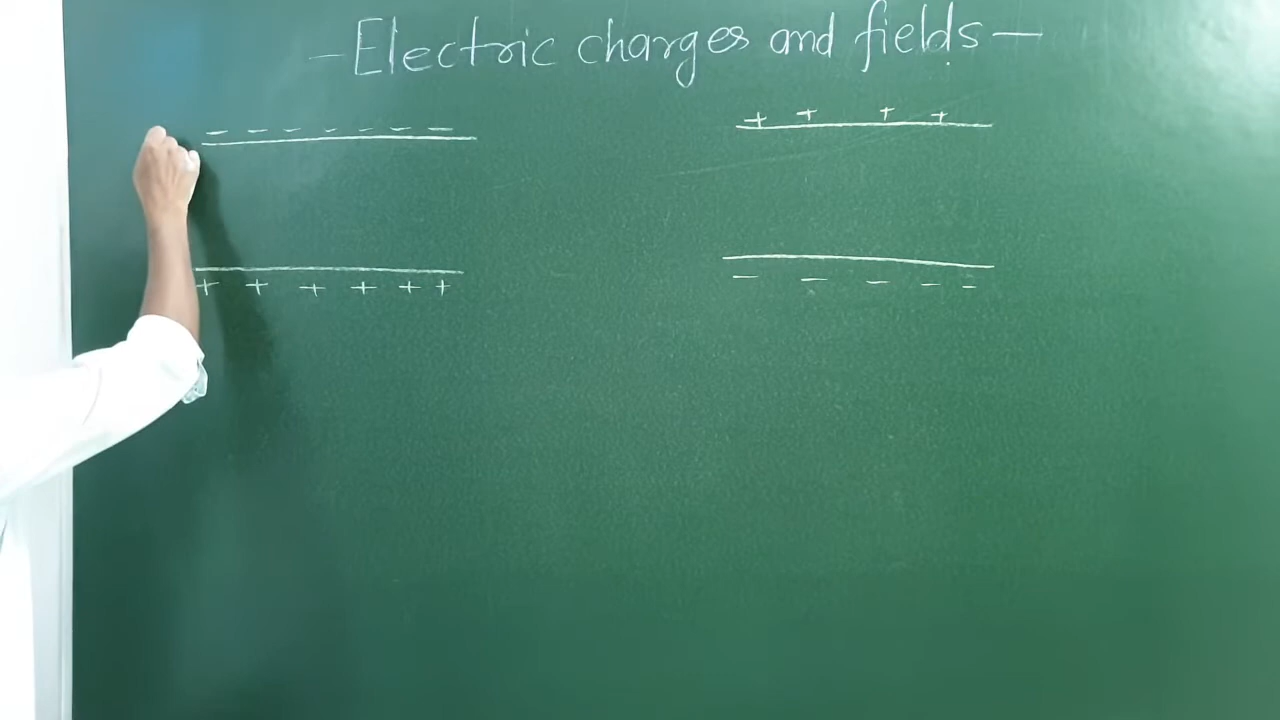 — Electric charges and fields —
− − − − − − −
+ + + +
+ + + + + +
− − − − −